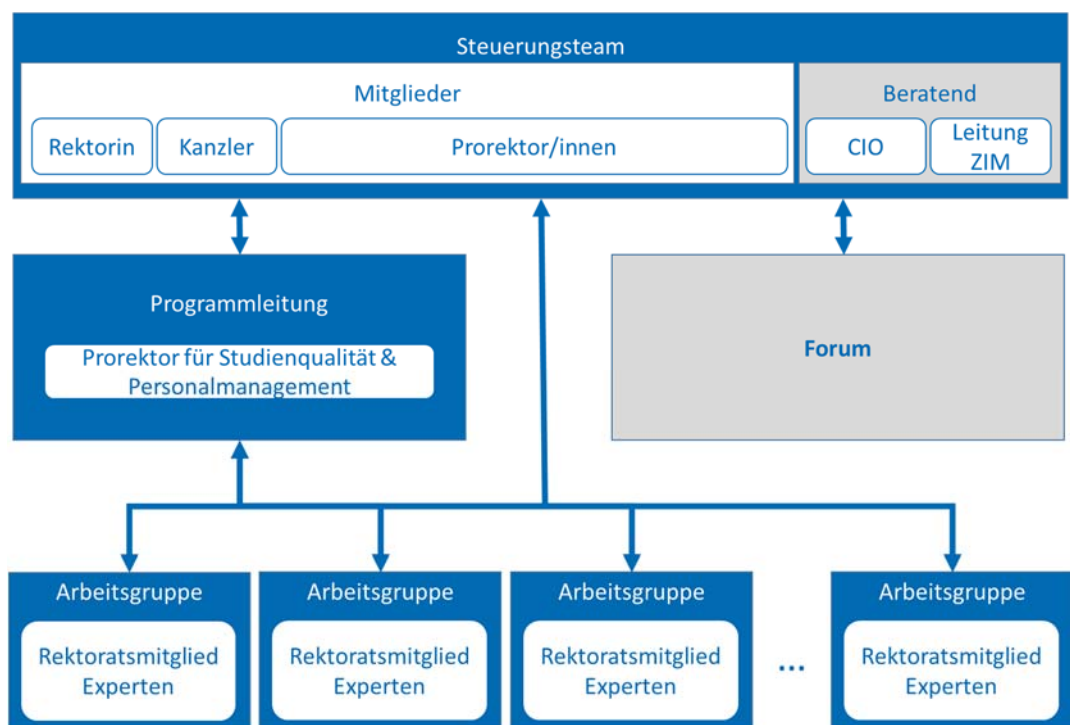 Steuerungsteam
Mitglieder
Beratend
Rektorin
Kanzler
Prorektor/innen
CIO
Leitung
ZIM
Programmleitung
Prorektor für Studienqualität &
Personalmanagement
Forum
Arbeitsgruppe
Rektoratsmitglied
Experten
Arbeitsgruppe
Rektoratsmitglied
Experten
Arbeitsgruppe
Rektoratsmitglied
Experten
...
Arbeitsgruppe
Rektoratsmitglied
Experten